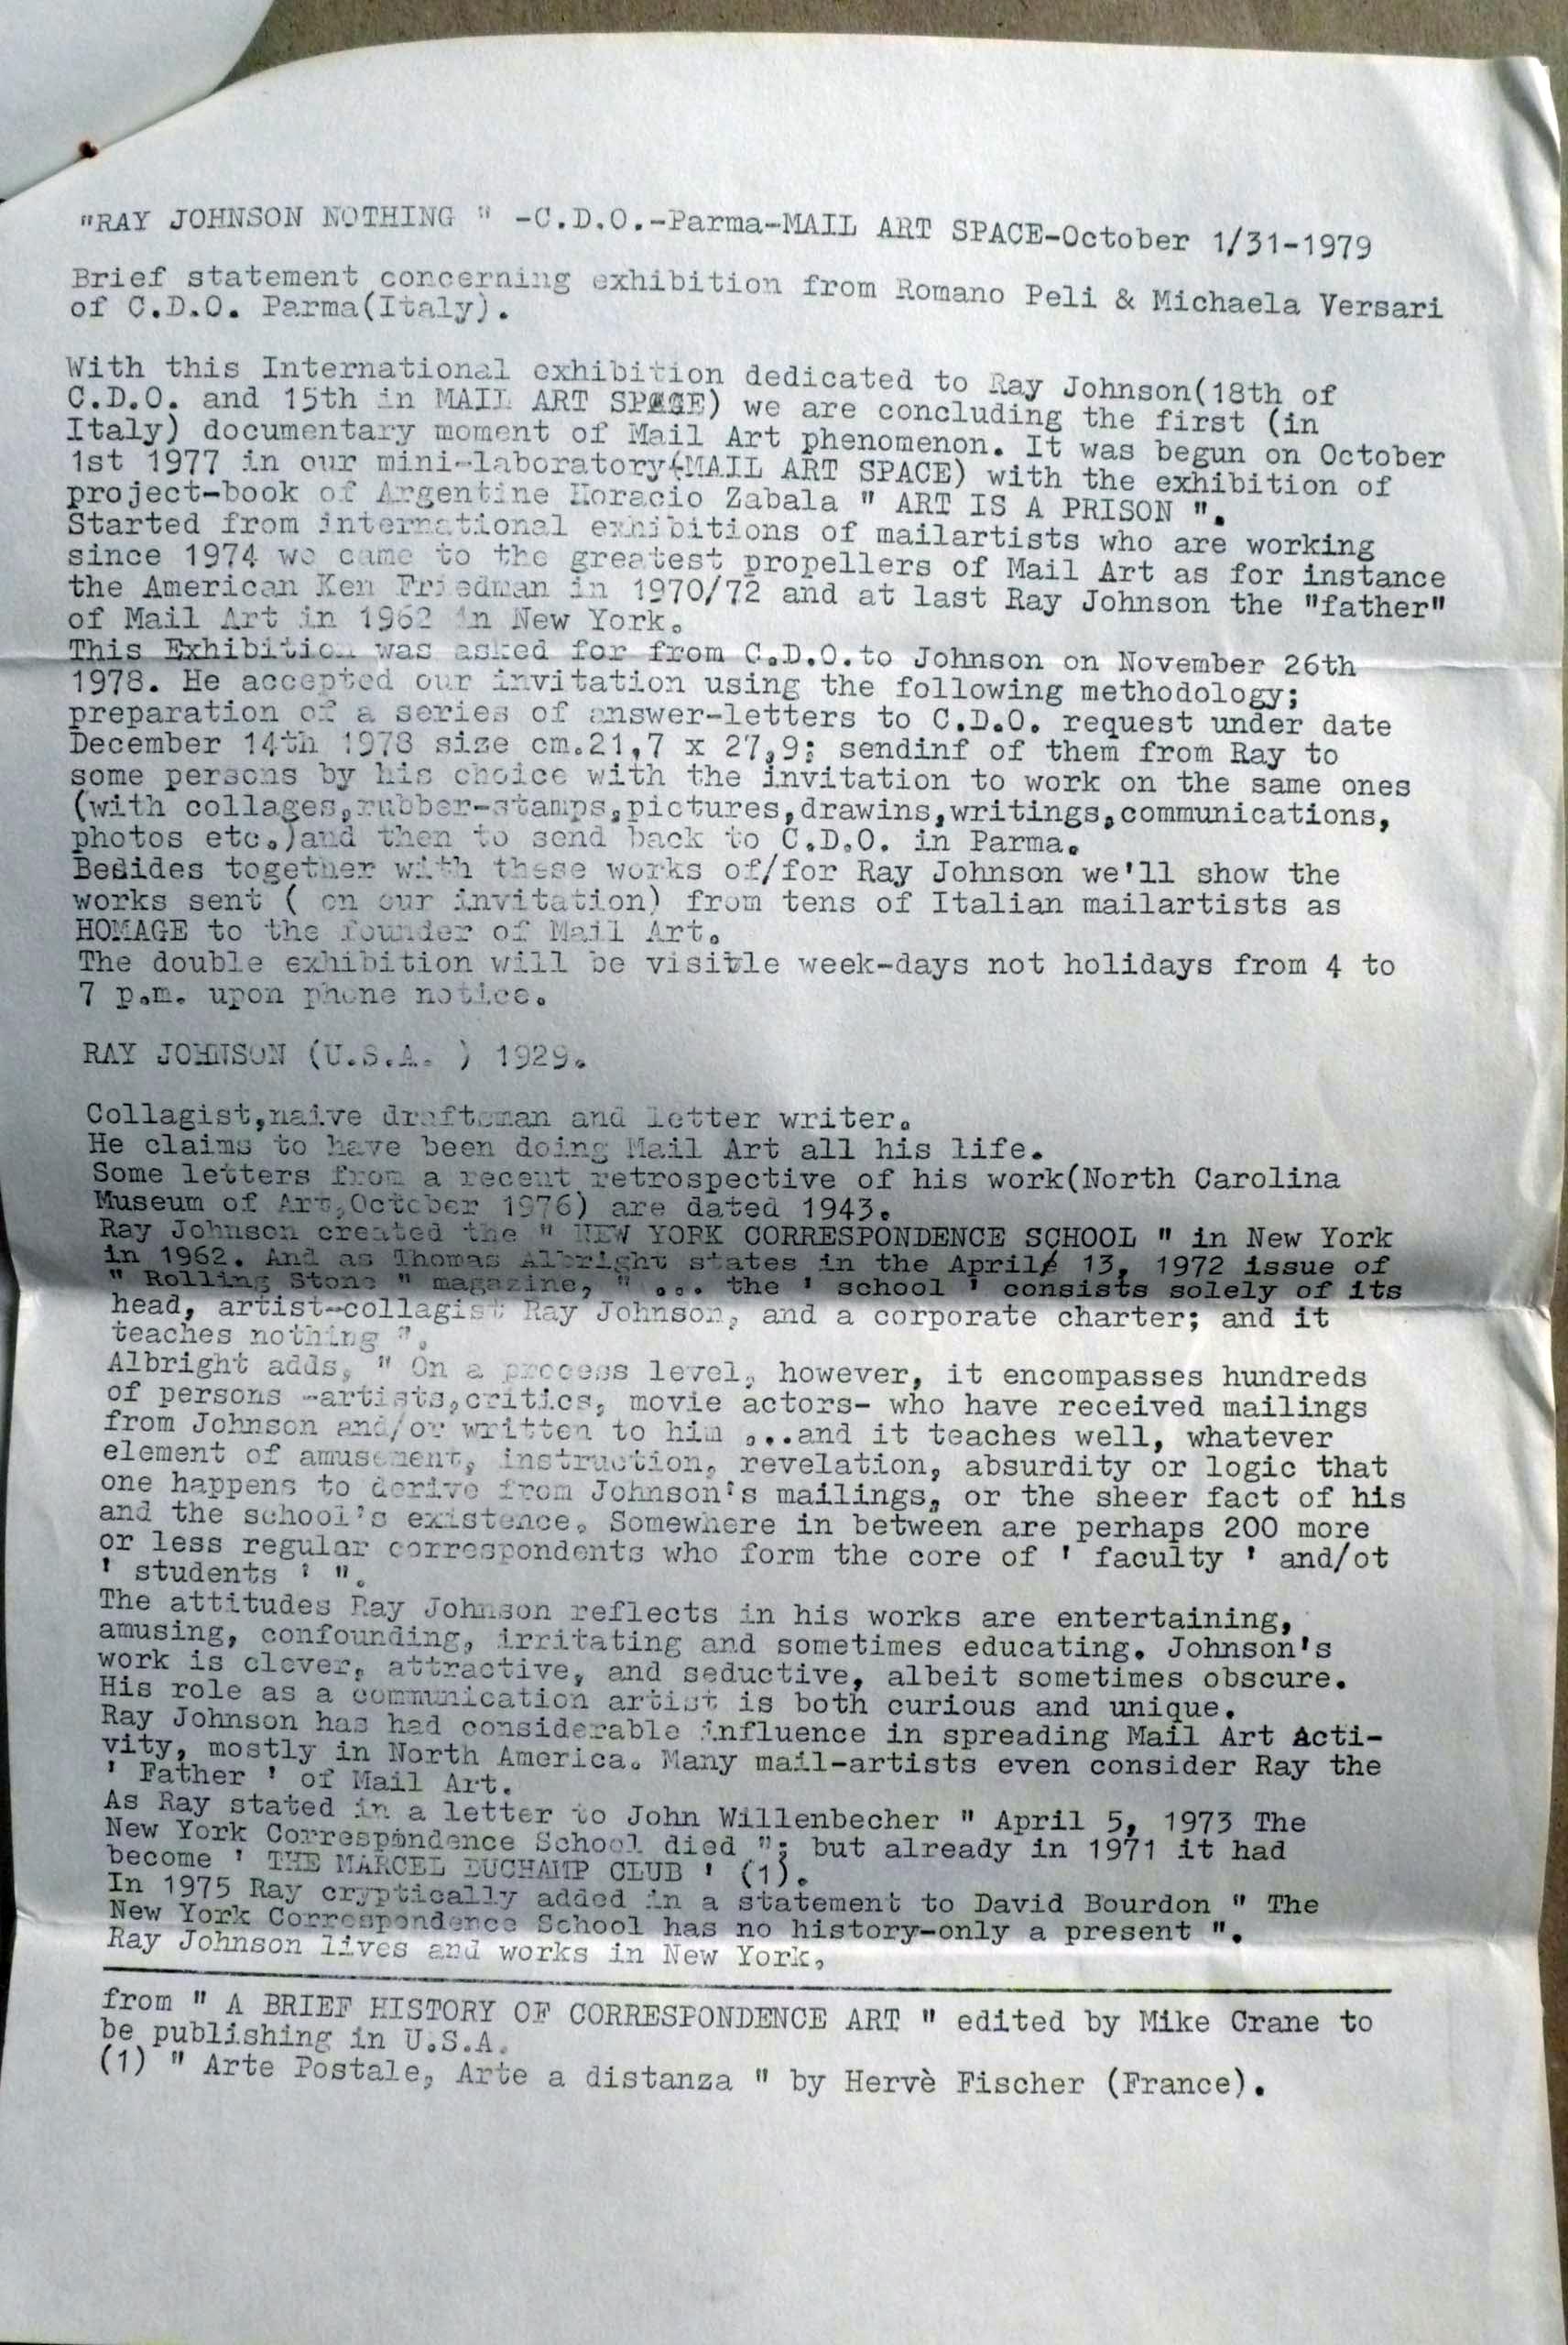 "RAY JOHNSON NOTHING " -C.D.O.-Parma-MAIL ART SPACE-October 1/31-1979
Brief statement concerning exhibition from Romano Peli & Michaela Versari
of C.D.O. Parma(Italy).
With this International exhibition dedicated to Ray Johnson(18th of
C.D.O. and 15th in MAIL ART SPACE) we are concluding the first (in
Italy) documentary moment of Mail Art phenomenon. It was begun on October
1st 1977 in our mini-laboratory(MAIL ART SPACE) with the exhibition of
project-book of Argentine Horacio Zabala " ART IS A PRISON ".
Started from international exhibitions of mailartists who are working
since 1974 we came to the greatest propellers of Mail Art as for instance
the American Ken Friedman in 1970/72 and at last Ray Johnson the "father"
of Mail Art in 1962 in New York.
This Exhibition was asked for from C.D.O.to Johnson on November 26th
1978. He accepted our invitation using the following methodology;
preparation of a series of answer-letters to C.D.O. request under date
December 14th 1978 size cm.21,7 x 27,9; sendinf of them from Ray to
some persons by his choice with the invitation to work on the same ones
(with collages,rubber-stamps,pictures,drawins,writings,communications,
photos etc.)and then to send back to C.D.O. in Parma.
Besides together with these works of/for Ray Johnson we'll show the
works sent ( on our invitation) from tens of Italian mailartists as
HOMAGE to the founder of Mail Art.
The double exhibition will be visible week-days not holidays from 4 to
7 p.m. upon phone notice.
RAY JOHNSON (U.S.A. ) 1929.
Collagist,naive draftsman and letter writer.
He claims to have been doing Mail Art all his life.
Some letters from a recent retrospective of his work(North Carolina
Museum of Art,October 1976) are dated 1943.
Ray Johnson created the " NEW YORK CORRESPONDENCE SCHOOL " in New York
in 1962. And as Thomas Albright states in the April 13, 1972 issue of
" Rolling Stone " magazine, " ... the ' school ' consists solely of its
head, artist-collagist Ray Johnson, and a corporate charter; and it
teaches nothing ".
Albright adds, " On a process level, however, it encompasses hundreds
of persons -artists,critics, movie actors- who have received mailings
from Johnson and/or written to him ...and it teaches well, whatever
element of amusement, instruction, revelation, absurdity or logic that
one happens to derive from Johnson's mailings, or the sheer fact of his
and the school's existence. Somewhere in between are perhaps 200 more
or less regular correspondents who form the core of ' faculty ' and/ot
' students ' ".
The attitudes Ray Johnson reflects in his works are entertaining,
amusing, confounding, irritating and sometimes educating. Johnson's
work is clever, attractive, and seductive, albeit sometimes obscure.
His role as a communication artist is both curious and unique.
Ray Johnson has had considerable influence in spreading Mail Art Acti-
vity, mostly in North America. Many mail-artists even consider Ray the
' Father ' of Mail Art.
As Ray stated in a letter to John Willenbecher " April 5, 1973 The
New York Correspondence School died "; but already in 1971 it had
become ' THE MARCEL DUCHAMP CLUB ' (1).
In 1975 Ray cryptically added in a statement to David Bourdon " The
New York Correspondence School has no history-only a present ".
Ray Johnson lives and works in New York,
from " A BRIEF HISTORY OF CORRESPONDENCE ART " edited by Mike Crane to
be publishing in U.S.A.
(1) " Arte Postale, Arte a distanza " by Hervè Fischer (France).